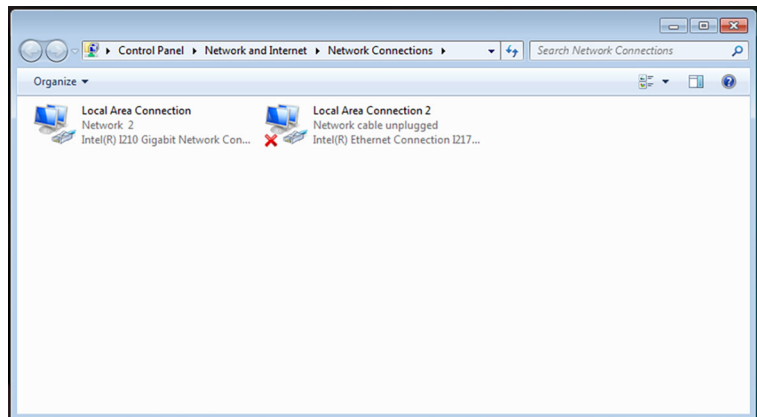 Control Panel Network and Internet Network Connections
Search Network Connections
Organize
Local Area Connection
Network 2
Intel(R) I210 Gigabit Network Con...
Local Area Connection 2
Network cable unplugged
Intel(R) Ethernet Connection I217...